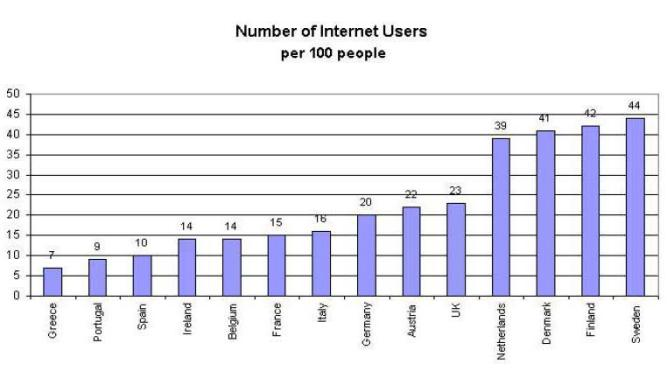 Number of Internet Users
per 100 people
50
45
40
35
30
25
20
15
10
5
0
7
9
10
14
14
15
16
20
22
23
39
41
42
44
Greece
Portugal
Spain
Ireland
Belgium
France
Italy
Germany
Austria
UK
Netherlands
Denmark
Finland
Sweden